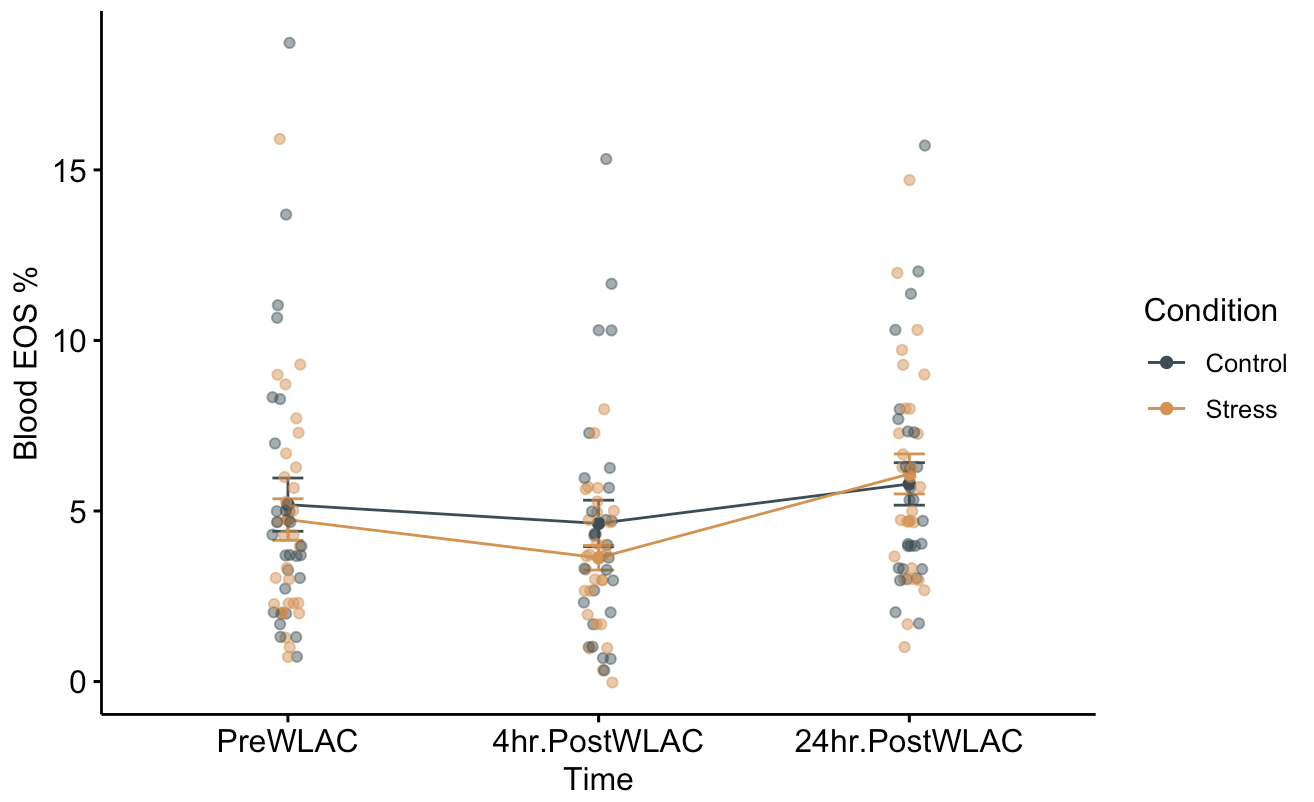 Blood EOS %
15
10
5
0
PreWLAC
4hr.PostWLAC
24hr.PostWLAC
Time
Condition
Control
Stress